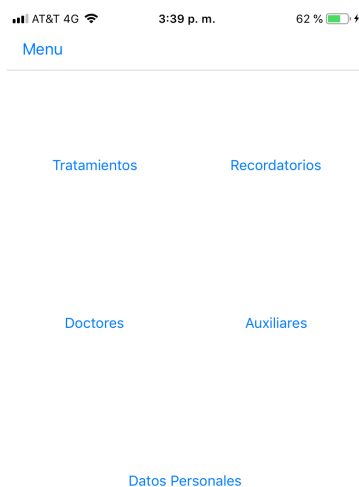 AT&T 4G 3:39 p. m. 62 %
Menu
Tratamientos Recordatorios
Doctores Auxiliares
Datos Personales